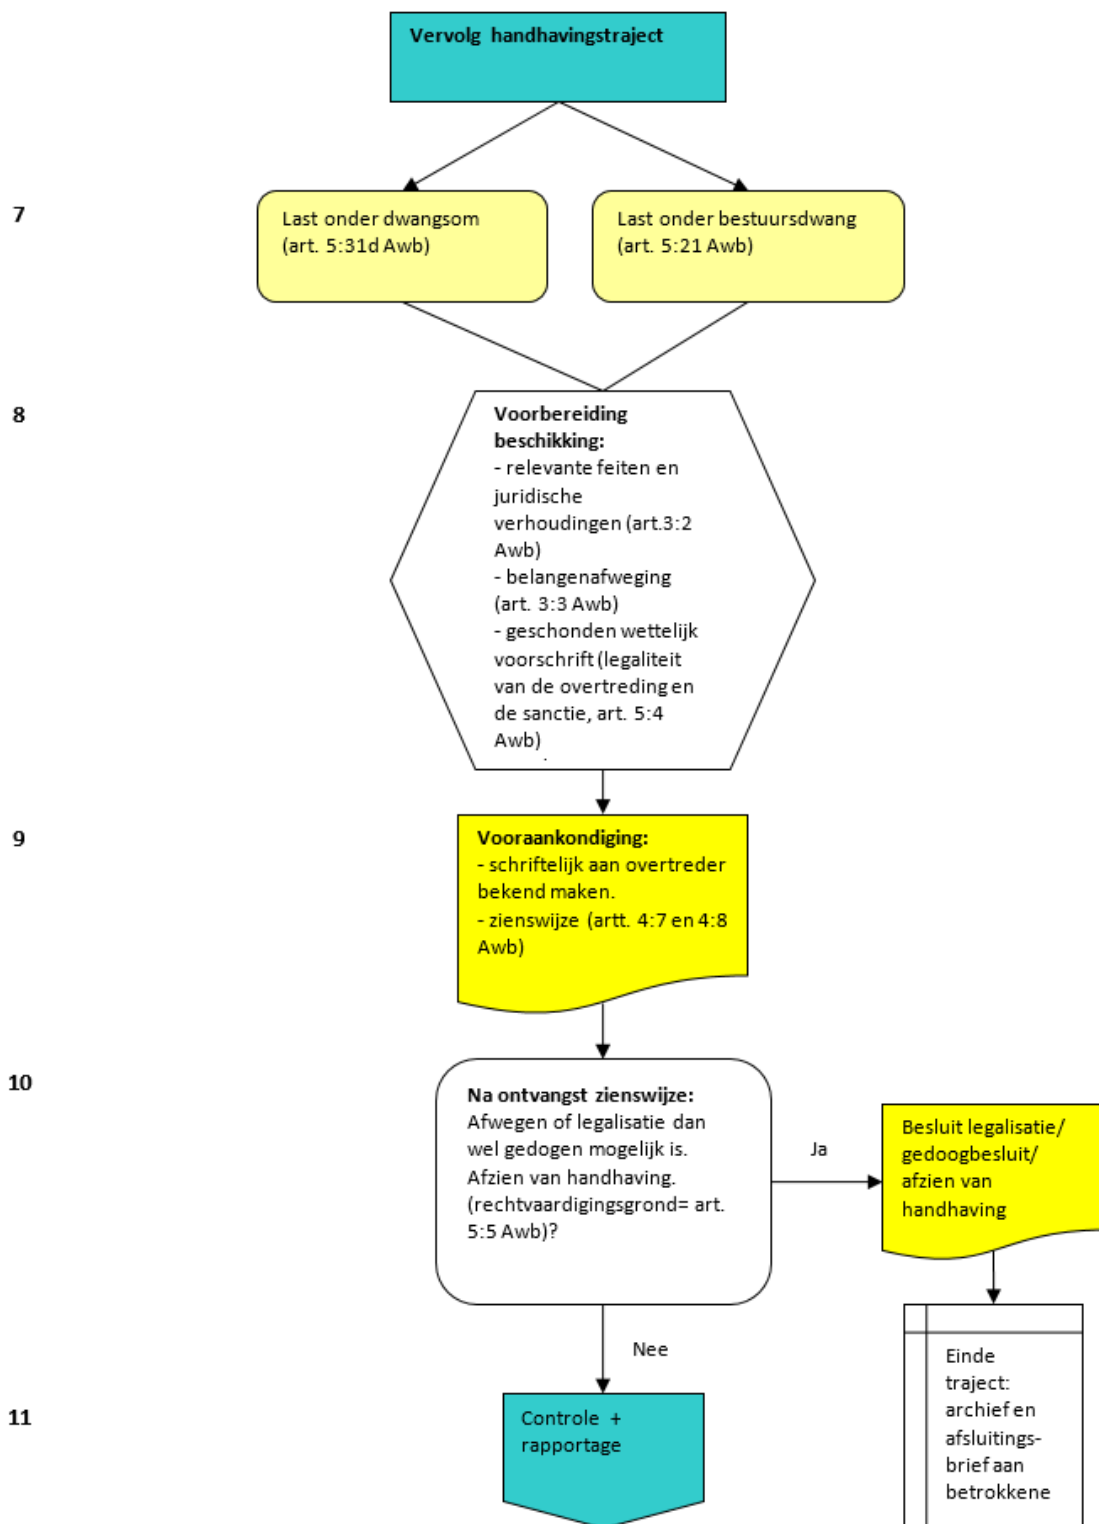 Vervolg handhavingstraject
7
Last onder dwangsom
(art. 5:31d Awb)
Last onder bestuursdwang
(art. 5:21 Awb)
8
Voorbereiding
beschikking:
- relevante feiten en
juridische
verhoudingen (art.3:2
Awb)
- belangenafweging
(art. 3:3 Awb)
- geschonden wettelijk
voorschrift (legaliteit
van de overtreding en
de sanctie, art. 5:4
Awb)
9
Vooraankondiging:
- schriftelijk aan overtreder
bekend maken.
- zienswijze (artt. 4:7 en 4:8
Awb)
10
Na ontvangst zienswijze:
Afwegen of legalisatie dan
wel gedogen mogelijk is.
Afzien van handhaving.
(rechtvaardigingsgrond= art.
5:5 Awb)?
Ja
Besluit legalisatie/
gedoogbesluit/
afzien van
handhaving
Nee
11
Controle +
rapportage
Einde
traject:
archief en
afsluitings-
brief aan
betrokkene